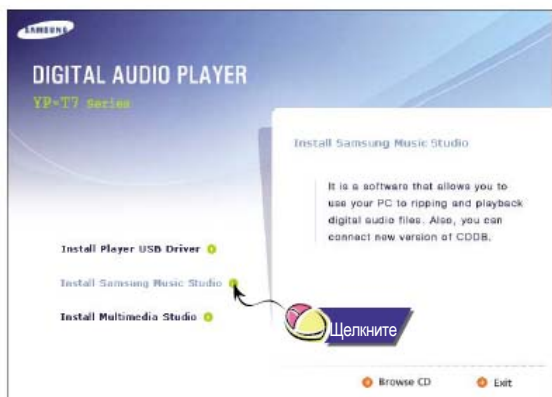 SAMSUNG
DIGITAL AUDIO PLAYER
YP-T7 Series
Install Samsung Music Studio
It is a software that allows you to
use your PC to ripping and playback
digital audio files. Also, you can
connect new version of CDDB.
Install Player USB Driver
Install Samsung Music Studio
Install Multimedia Studio
Щелкните
Browse CD
Exit